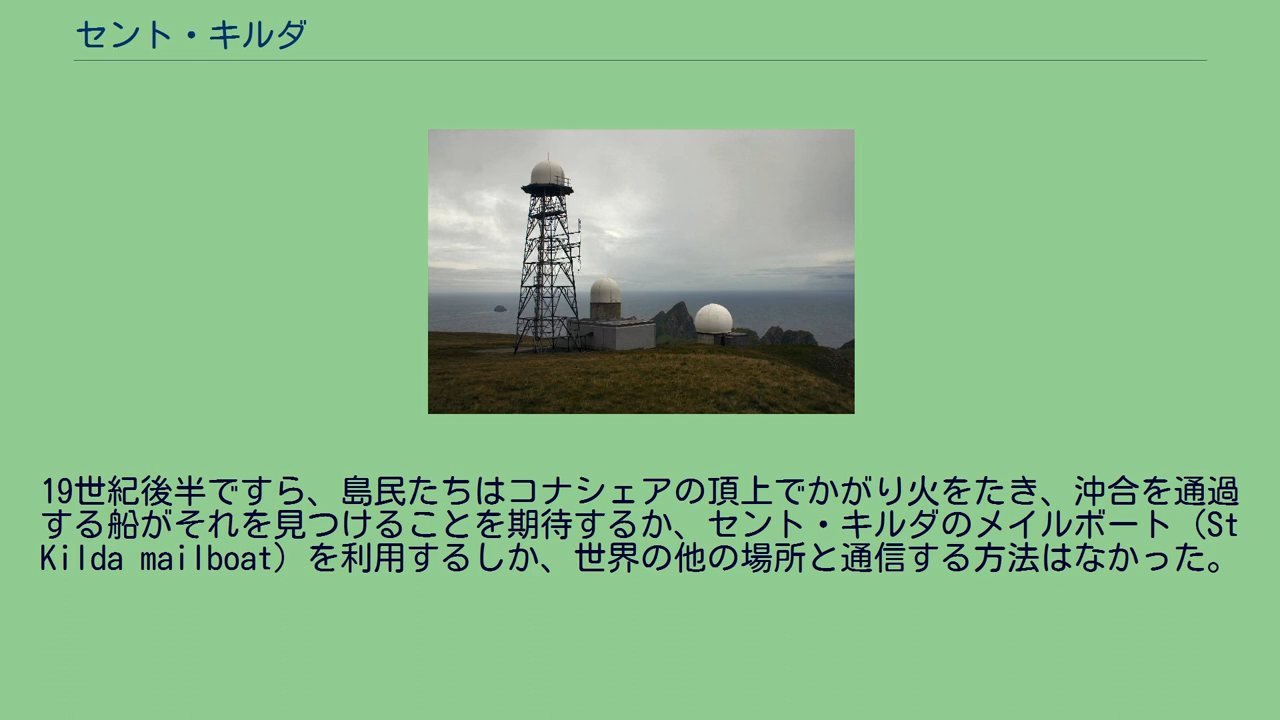 セント・キルダ
19世紀後半ですら、島民たちはコナシェアの頂上でかがり火をたき、沖合を通過
する船がそれを見つけることを期待するか、セント・キルダのメイルボート（St
Kilda mailboat）を利用するしか、世界の他の場所と通信する方法はなかった。